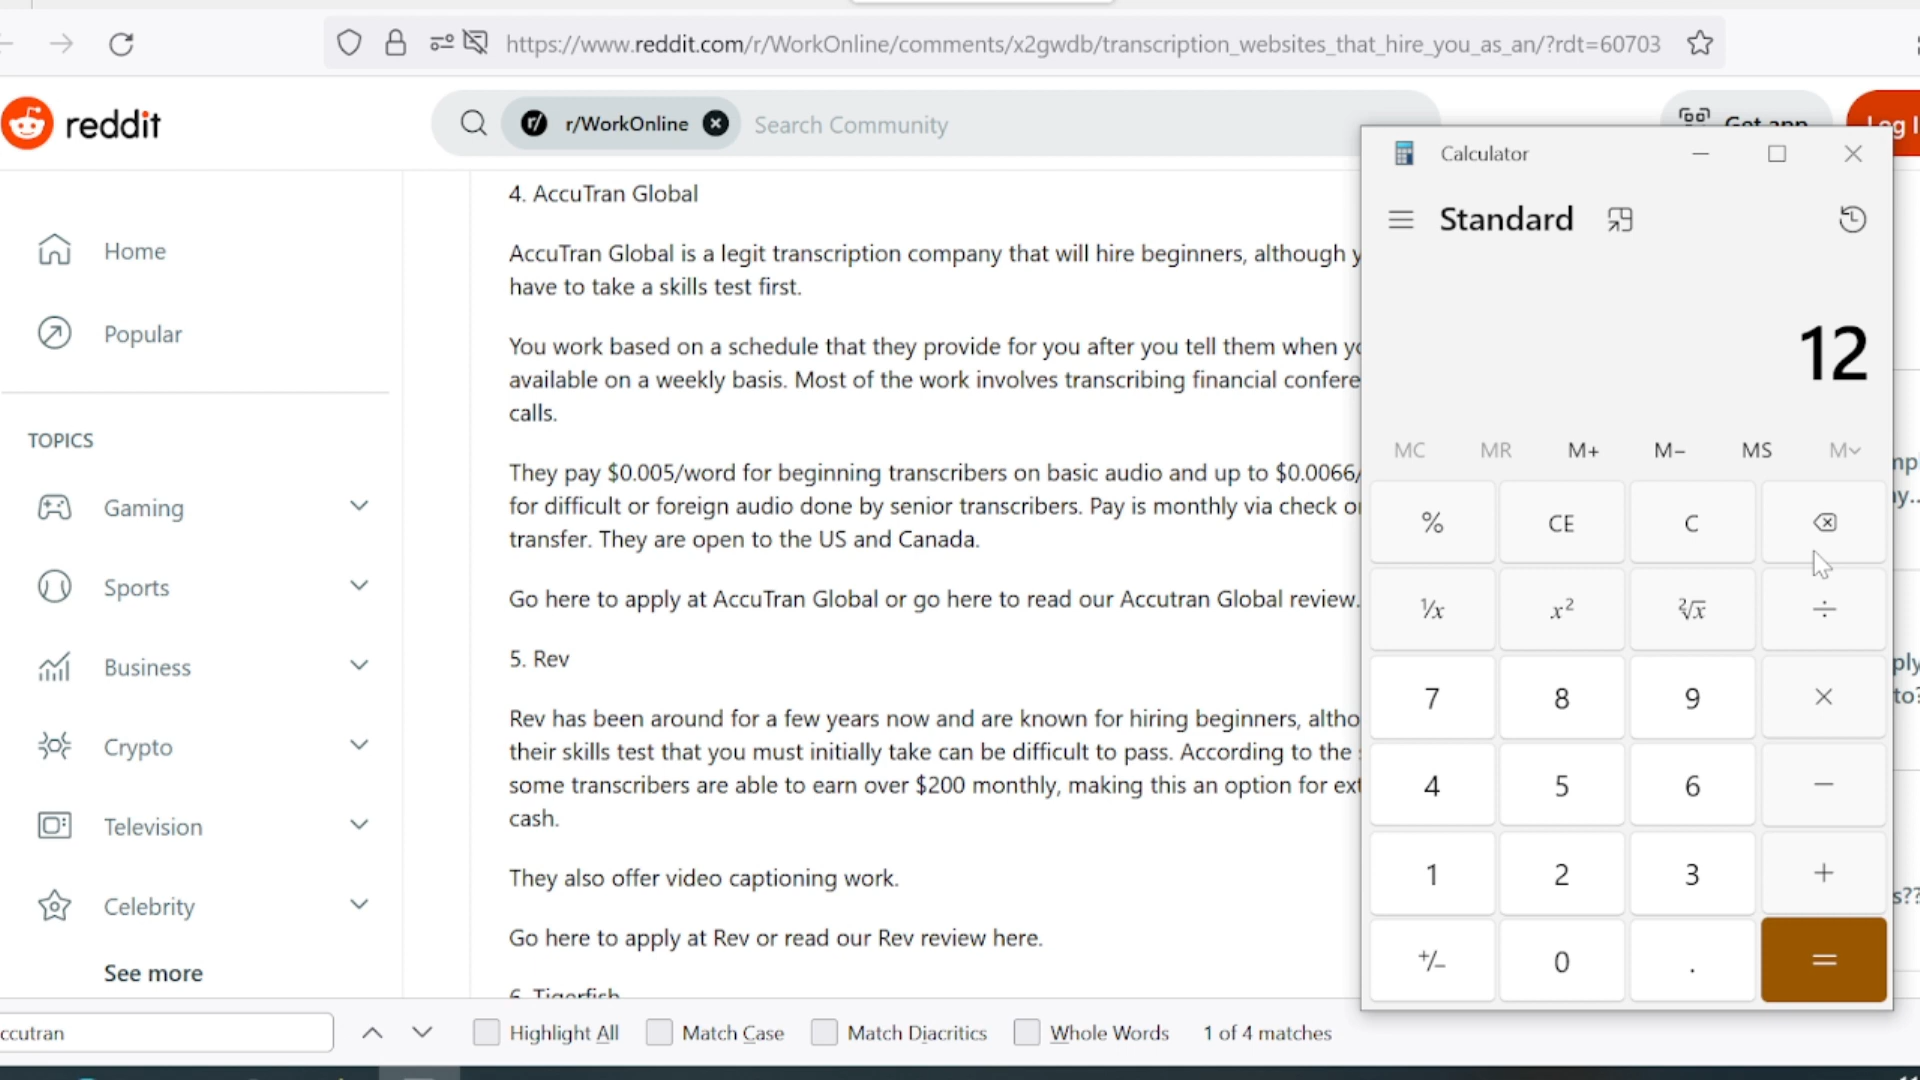 https://www.reddit.com/r/WorkOnline/comments/x2gwdb/transcription_websites_that_hire_you_as_an/?rdt=60703
reddit
r/ r/WorkOnline Search Community
Get app
Log
Home
Popular
TOPICS
Gaming
Sports
Business
Crypto
Television
Celebrity
See more
4. AccuTran Global
AccuTran Global is a legit transcription company that will hire beginners, although
have to take a skills test first.
You work based on a schedule that they provide for you after you tell them when
available on a weekly basis. Most of the work involves transcribing financial confere
calls.
They pay $0.005/word for beginning transcribers on basic audio and up to $0.0066/
for difficult or foreign audio done by senior transcribers. Pay is monthly via check
transfer. They are open to the US and Canada.
Go here to apply at AccuTran Global or go here to read our Accutran Global review.
5. Rev
Rev has been around for a few years now and are known for hiring beginners, altho
their skills test that you must initially take can be difficult to pass. According to the
some transcribers are able to earn over $200 monthly, making this an option for
cash.
They also offer video captioning work.
Go here to apply at Rev or read our Rev review here.
6. Tigerfish
Calculator
Standard
12
MC MR M+ M− MS M˅
% CE C
¹/x x² ²√x ÷
7 8 9 ×
4 5 6 −
1 2 3 +
+/− 0 . =
ccutran
Highlight All Match Case Match Diacritics Whole Words 1 of 4 matches